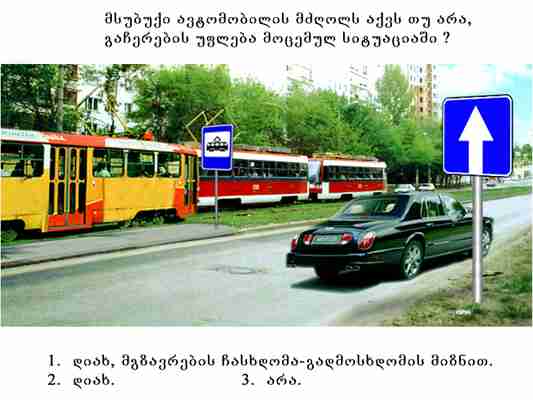 მსუბუქი ავტომობილის მძღოლს აქვს თუ არა,
გაჩერების უფლება მოცემულ სიტუაციაში ?
1. დიახ, მგზავრების ჩასხდომა-გადმოსხდომის მიზნით.
2. დიახ. 3. არა.